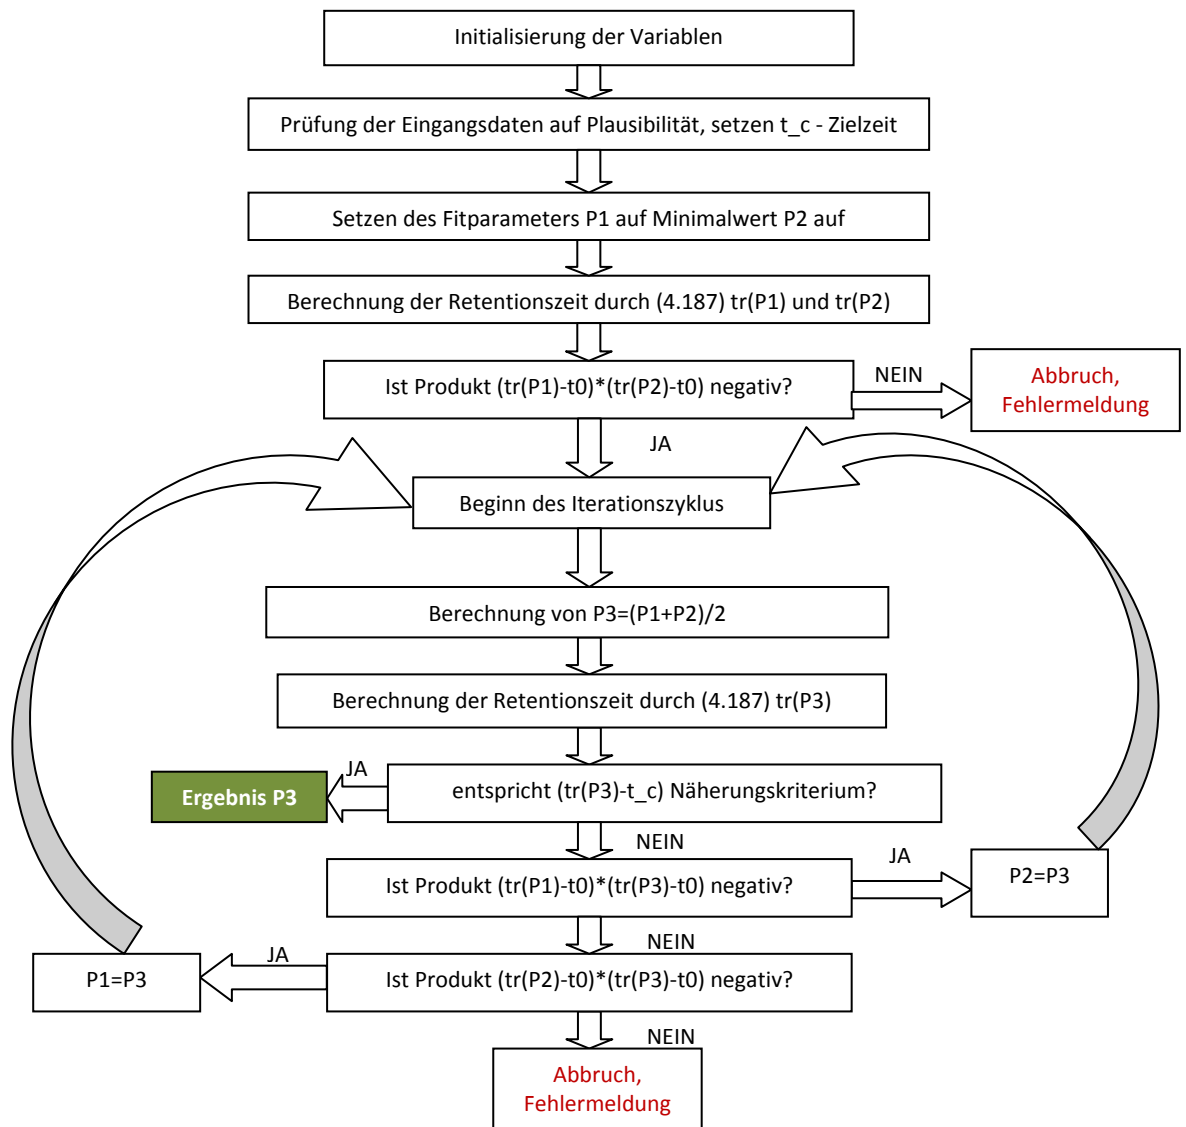 Initialisierung der Variablen
Prüfung der Eingangsdaten auf Plausibilität, setzen t_c - Zielzeit
Setzen des Fitparameters P1 auf Minimalwert P2 auf
Berechnung der Retentionszeit durch (4.187) tr(P1) und tr(P2)
Ist Produkt (tr(P1)-t0)*(tr(P2)-t0) negativ?
NEIN
Abbruch,
Fehlermeldung
JA
Beginn des Iterationszyklus
Berechnung von P3=(P1+P2)/2
Berechnung der Retentionszeit durch (4.187) tr(P3)
entspricht (tr(P3)-t_c) Näherungskriterium?
JA
Ergebnis P3
NEIN
Ist Produkt (tr(P1)-t0)*(tr(P3)-t0) negativ?
JA
P2=P3
NEIN
Ist Produkt (tr(P2)-t0)*(tr(P3)-t0) negativ?
JA
P1=P3
NEIN
Abbruch,
Fehlermeldung